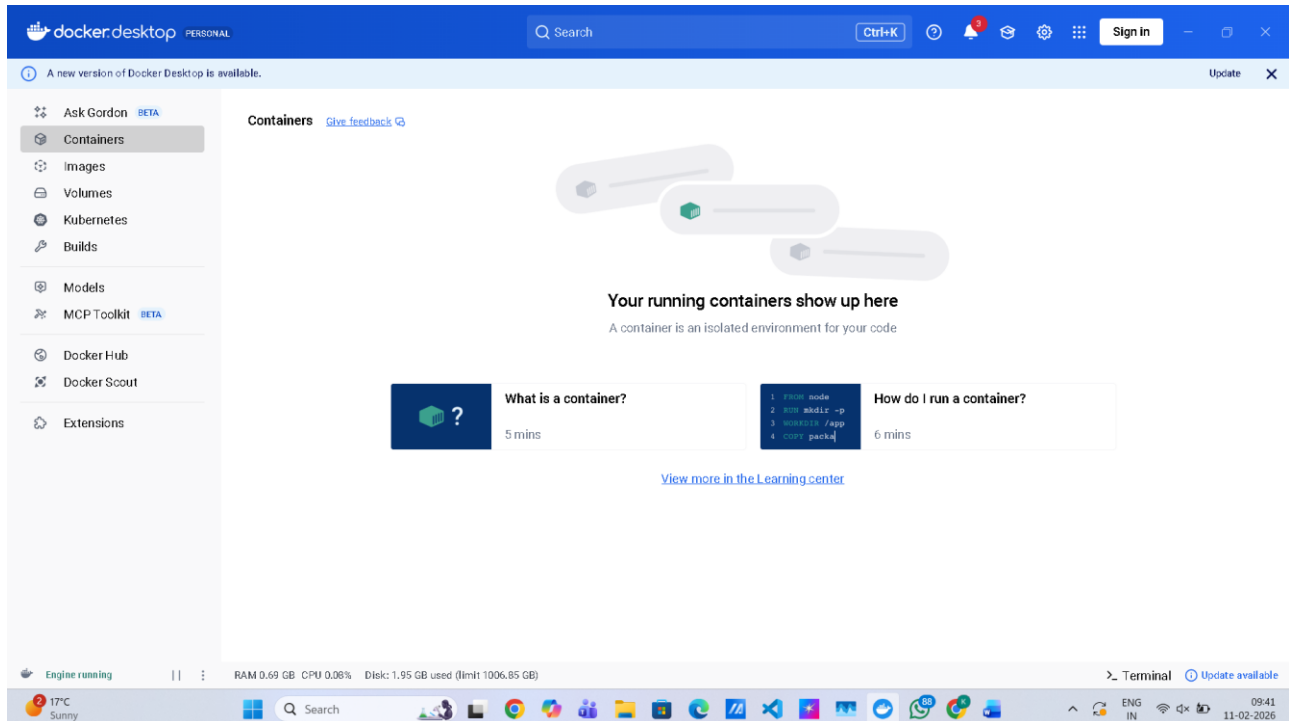 docker.desktop PERSONAL
Search
Ctrl+K
3
Sign in
A new version of Docker Desktop is available.
Update
Ask Gordon BETA
Containers
Images
Volumes
Kubernetes
Builds
Models
MCP Toolkit BETA
Docker Hub
Docker Scout
Extensions
Containers Give feedback
Your running containers show up here
A container is an isolated environment for your code
?
What is a container?
5 mins
1 FROM node
2 RUN mkdir -p
3 WORKDIR /app
4 COPY packa
How do I run a container?
6 mins
View more in the Learning center
Engine running
RAM 0.69 GB CPU 0.08% Disk: 1.95 GB used (limit 1006.85 GB)
>_ Terminal
Update available
2
17°C
Sunny
Search
88
ENG
IN
09:41
11-02-2026